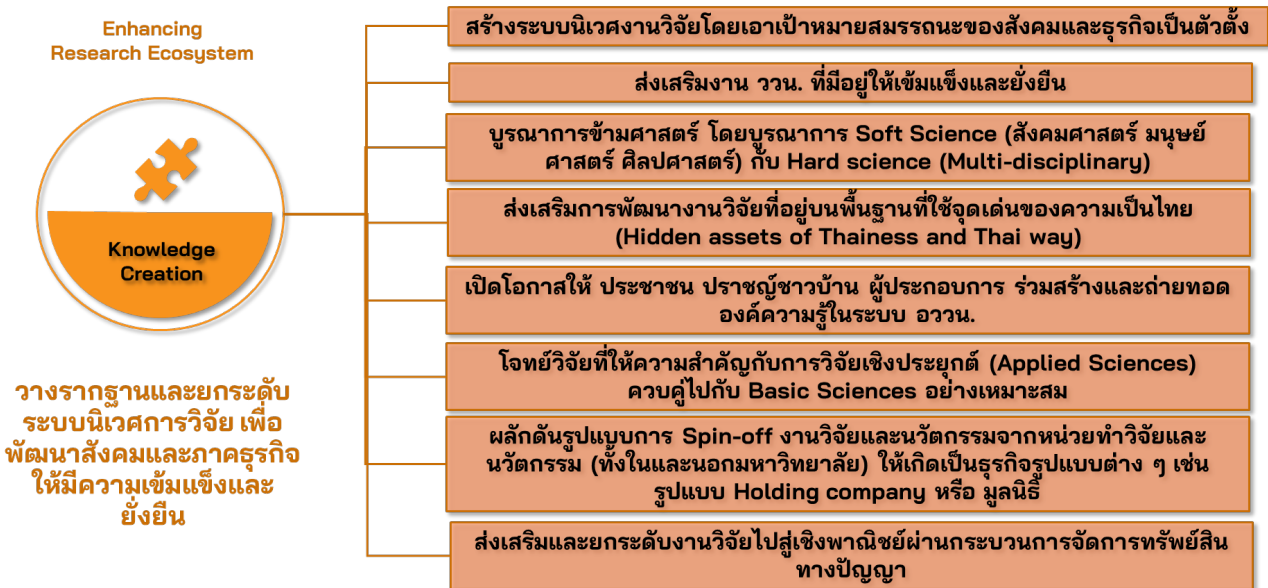 Enhancing
Research Ecosystem
Knowledge
Creation
วางรากฐานและยกระดับ
ระบบนิเวศการวิจัย เพื่อ
พัฒนาสังคมและภาคธุรกิจ
ให้มีความเข้มแข็งและ
ยั่งยืน
สร้างระบบนิเวศงานวิจัยโดยเอาเป้าหมายสมรรถนะของสังคมและธุรกิจเป็นตัวตั้ง
ส่งเสริมงาน ววน. ที่มีอยู่ให้เข้มแข็งและยั่งยืน
บูรณาการข้ามศาสตร์ โดยบูรณาการ Soft Science (สังคมศาสตร์ มนุษย์
ศาสตร์ ศิลปศาสตร์) กับ Hard science (Multi-disciplinary)
ส่งเสริมการพัฒนางานวิจัยที่อยู่บนพื้นฐานที่ใช้จุดเด่นของความเป็นไทย
(Hidden assets of Thainess and Thai way)
เปิดโอกาสให้ ประชาชน ปราชญ์ชาวบ้าน ผู้ประกอบการ ร่วมสร้างและถ่ายทอด
องค์ความรู้ในระบบ อววน.
โจทย์วิจัยที่ให้ความสำคัญกับการวิจัยเชิงประยุกต์ (Applied Sciences)
ควบคู่ไปกับ Basic Sciences อย่างเหมาะสม
ผลักดันรูปแบบการ Spin-off งานวิจัยและนวัตกรรมจากหน่วยทำวิจัยและ
นวัตกรรม (ทั้งในและนอกมหาวิทยาลัย) ให้เกิดเป็นธุรกิจรูปแบบต่าง ๆ เช่น
รูปแบบ Holding company หรือ มูลนิธิ
ส่งเสริมและยกระดับงานวิจัยไปสู่เชิงพาณิชย์ผ่านกระบวนการจัดการทรัพย์สิน
ทางปัญญา